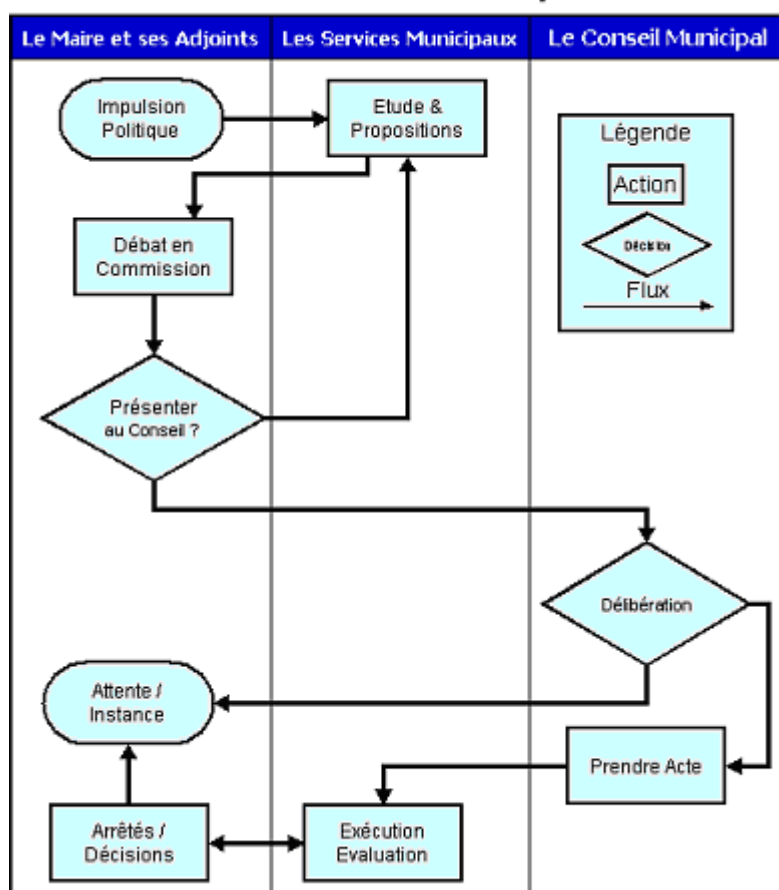 Le Maire et ses Adjoints
Les Services Municipaux
Le Conseil Municipal
Impulsion
Politique
Etude &
Propositions
Légende
Action
Décision
Flux
Débat en
Commission
Présenter
au Conseil ?
Délibération
Attente /
Instance
Prendre Acte
Arrêtés /
Décisions
Exécution
Evaluation